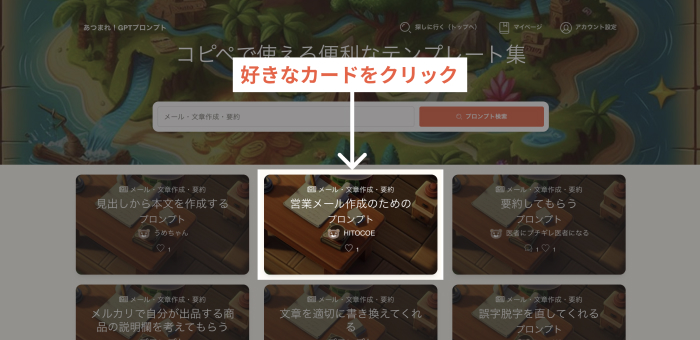 あつまれ！GPTプロンプト
探しに行く（トップへ）
マイページ
アカウント設定
コピペで使える便利なテンプレート集
好きなカードをクリック
メール・文章作成・要約
プロンプト検索
メール・文章作成・要約
見出しから本文を作成する
プロンプト
うめちゃん
1
メール・文章作成・要約
営業メール作成のための
プロンプト
HITOCOE
1
メール・文章作成・要約
要約してもらう
プロンプト
医者にブチギレ医者になる
1 1
メール・文章作成・要約
メルカリで自分が出品する商
品の説明欄を考えてもらう
メール・文章作成・要約
文章を適切に書き換えてくれ
る
メール・文章作成・要約
誤字脱字を直してくれる
プロンプト